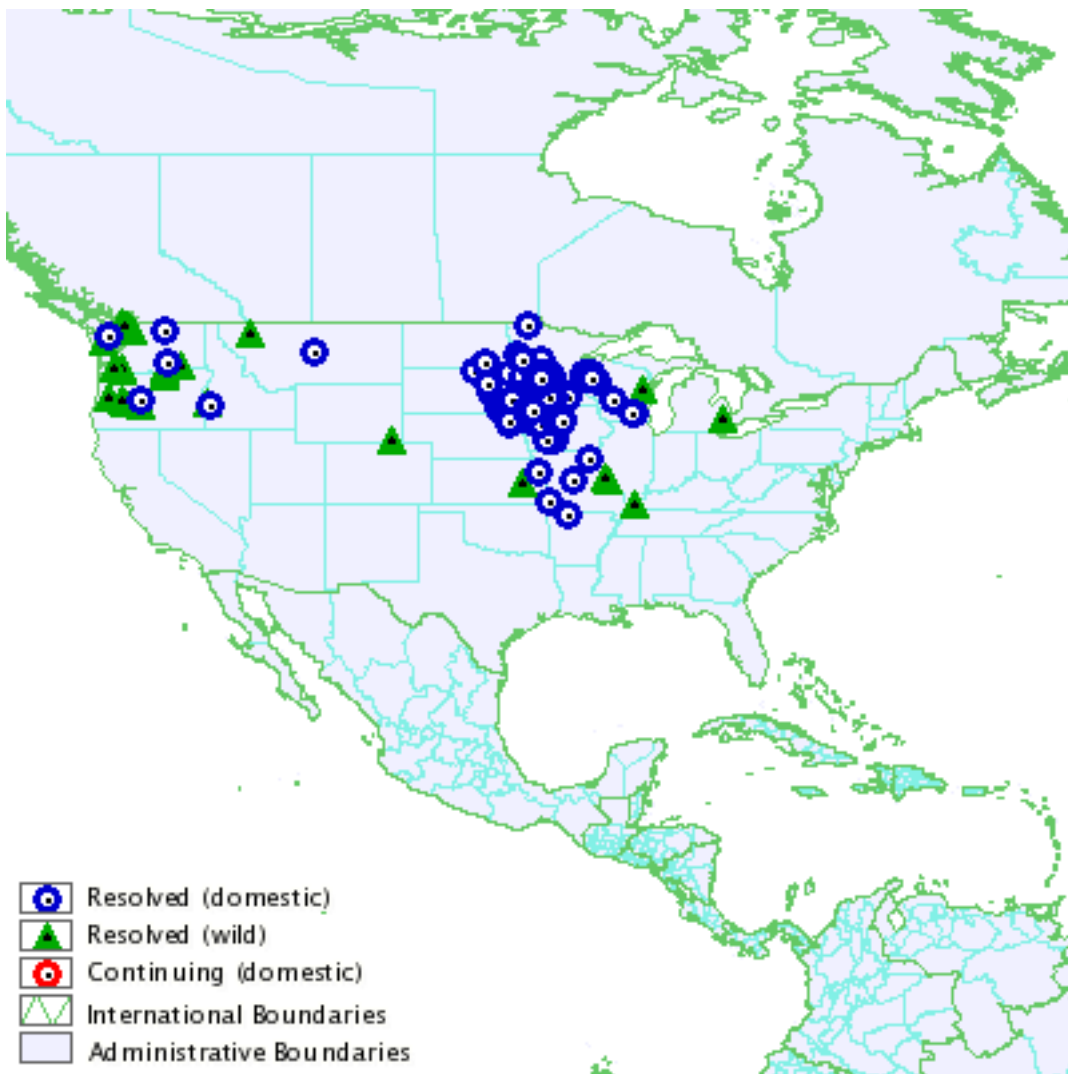 Resolved (domestic)
Resolved (wild)
Continuing (domestic)
International Boundaries
Administrative Boundaries